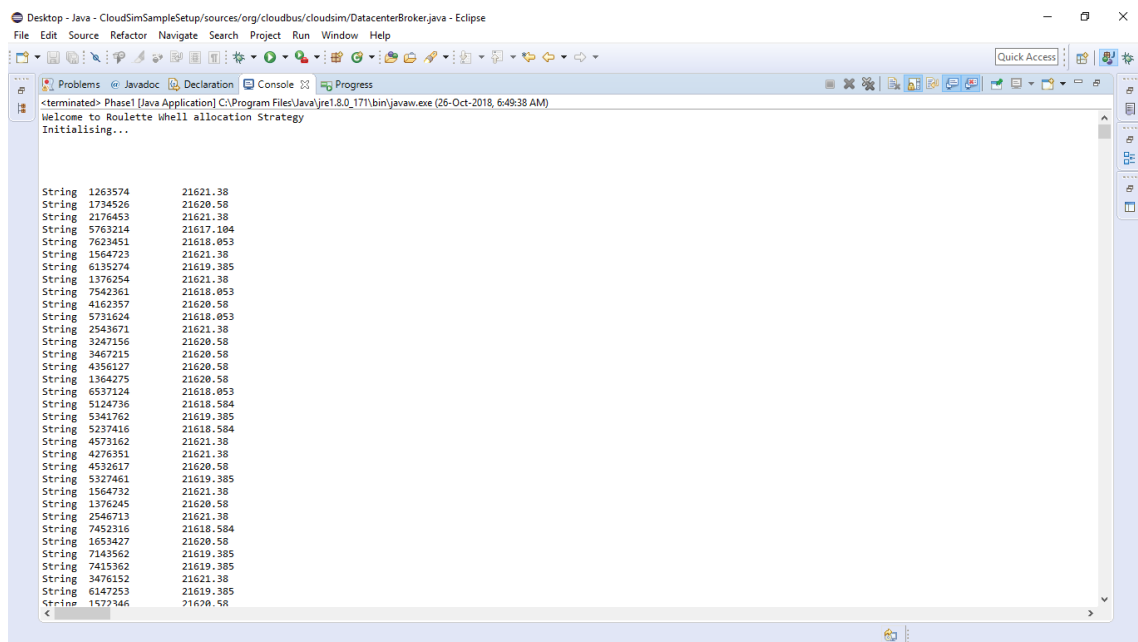 Desktop - Java - CloudSimSampleSetup/sources/org/cloudbus/cloudsim/DatacenterBroker.java - Eclipse
File Edit Source Refactor Navigate Search Project Run Window Help
Quick Access
Problems @ Javadoc Declaration Console Progress
<terminated> Phase1 [Java Application] C:\Program Files\Java\jre1.8.0_171\bin\javaw.exe (26-Oct-2018, 6:49:38 AM)
Welcome to Roulette Whell allocation Strategy
Initialising...
String 1263574 21621.38
String 1734526 21620.58
String 2176453 21621.38
String 5763214 21617.104
String 7623451 21618.053
String 1564723 21621.38
String 6135274 21619.385
String 1376254 21621.38
String 7542361 21618.053
String 4162357 21620.58
String 5731624 21618.053
String 2543671 21621.38
String 3247156 21620.58
String 3467215 21620.58
String 4356127 21620.58
String 1364275 21620.58
String 6537124 21618.053
String 5124736 21618.584
String 5341762 21619.385
String 5237416 21618.584
String 4573162 21621.38
String 4276351 21621.38
String 4532617 21620.58
String 5327461 21619.385
String 1564732 21621.38
String 1376245 21620.58
String 2546713 21621.38
String 7452316 21618.584
String 1653427 21620.58
String 7143562 21619.385
String 7415362 21619.385
String 3476152 21621.38
String 6147253 21619.385
String 1572346 21620.58